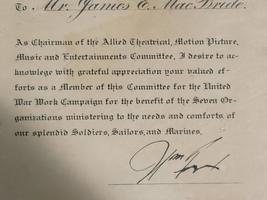 To Mr. James C. MacBride.
As Chairman of the Allied Theatrical, Motion Picture,
Music and Entertainments Committee, I desire to ac-
knowlege with grateful appreciation your valued ef-
forts as a Member of this Committee for the United
War Work Campaign for the benefit of the Seven Or-
ganizations ministering to the needs and comforts of
our splendid Soldiers, Sailors, and Marines.